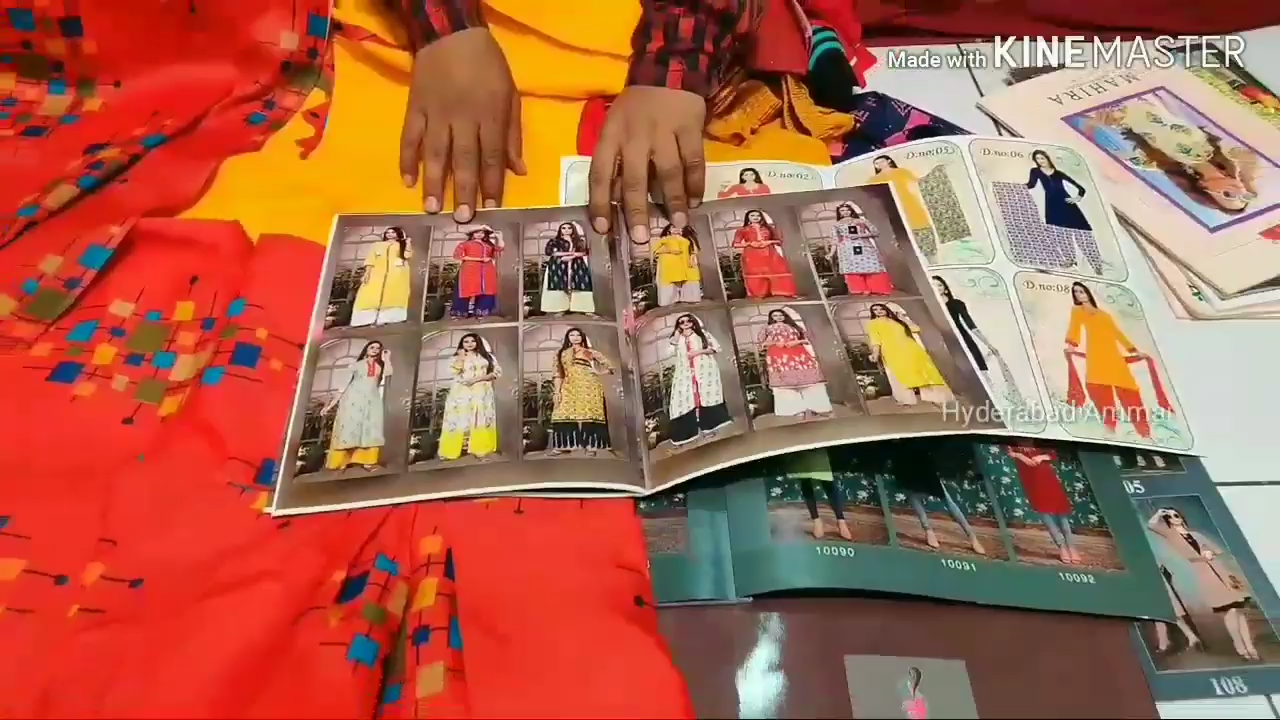 Made with KINEMASTER
MAHIRA
D.no:02
D.no:05
D.no:06
D.no:08
Hyderabad Ammai
05
10090
10091
10092
108